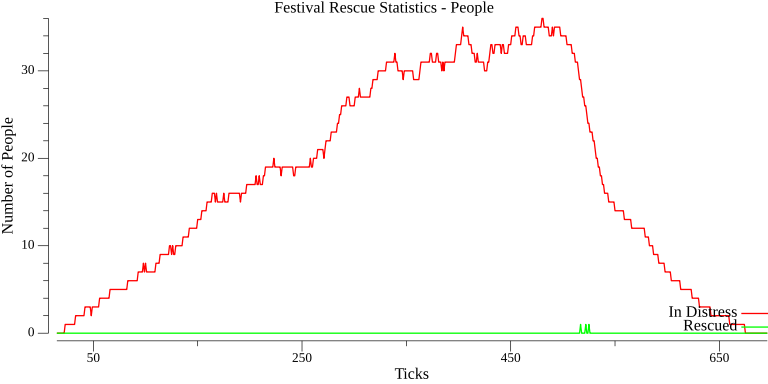 Festival Rescue Statistics - People
Number of People
30
20
10
0
50
250
450
650
Ticks
In Distress
Rescued